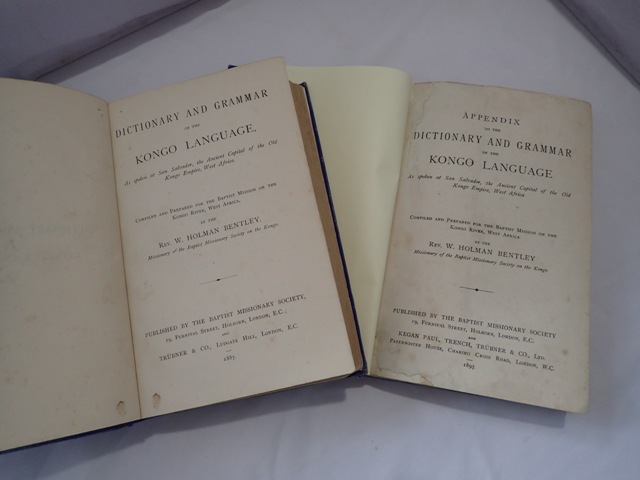 DICTIONARY AND GRAMMAR
OF THE
KONGO LANGUAGE,
As spoken at San Salvador, the Ancient Capital of the Old
Kongo Empire, West Africa.
COMPILED AND PREPARED FOR THE BAPTIST MISSION ON THE
KONGO RIVER, WEST AFRICA.
BY THE
REV. W. HOLMAN BENTLEY,
Missionary of the Baptist Missionary Society on the Kongo.
PUBLISHED BY THE BAPTIST MISSIONARY SOCIETY,
19, FURNIVAL STREET, HOLBORN, LONDON, E.C.
AND
TRÜBNER & CO., LUDGATE HILL, LONDON, E.C.
1887
APPENDIX
TO THE
DICTIONARY AND GRAMMAR
OF THE
KONGO LANGUAGE
As spoken at San Salvador, the Ancient Capital of the Old
Kongo Empire, West Africa
COMPILED AND PREPARED FOR THE BAPTIST MISSION ON THE
KONGO RIVER, WEST AFRICA
BY THE
REV. W. HOLMAN BENTLEY
Missionary of the Baptist Missionary Society on the Kongo
PUBLISHED BY THE BAPTIST MISSIONARY SOCIETY
19, FURNIVAL STREET, HOLBORN, LONDON, E.C.
AND
KEGAN PAUL, TRENCH, TRÜBNER & CO., LTD.
PATERNOSTER HOUSE, CHARING CROSS ROAD, LONDON, W.C.
1895